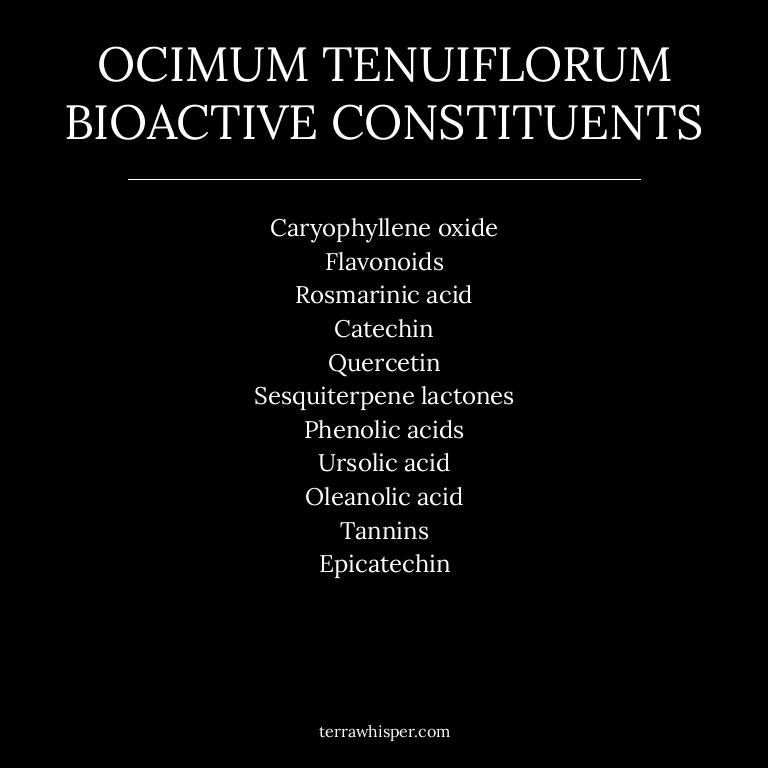 OCIMUM TENUIFLORUM
BIOACTIVE CONSTITUENTS
Caryophyllene oxide
Flavonoids
Rosmarinic acid
Catechin
Quercetin
Sesquiterpene lactones
Phenolic acids
Ursolic acid
Oleanolic acid
Tannins
Epicatechin
terrawhisper.com